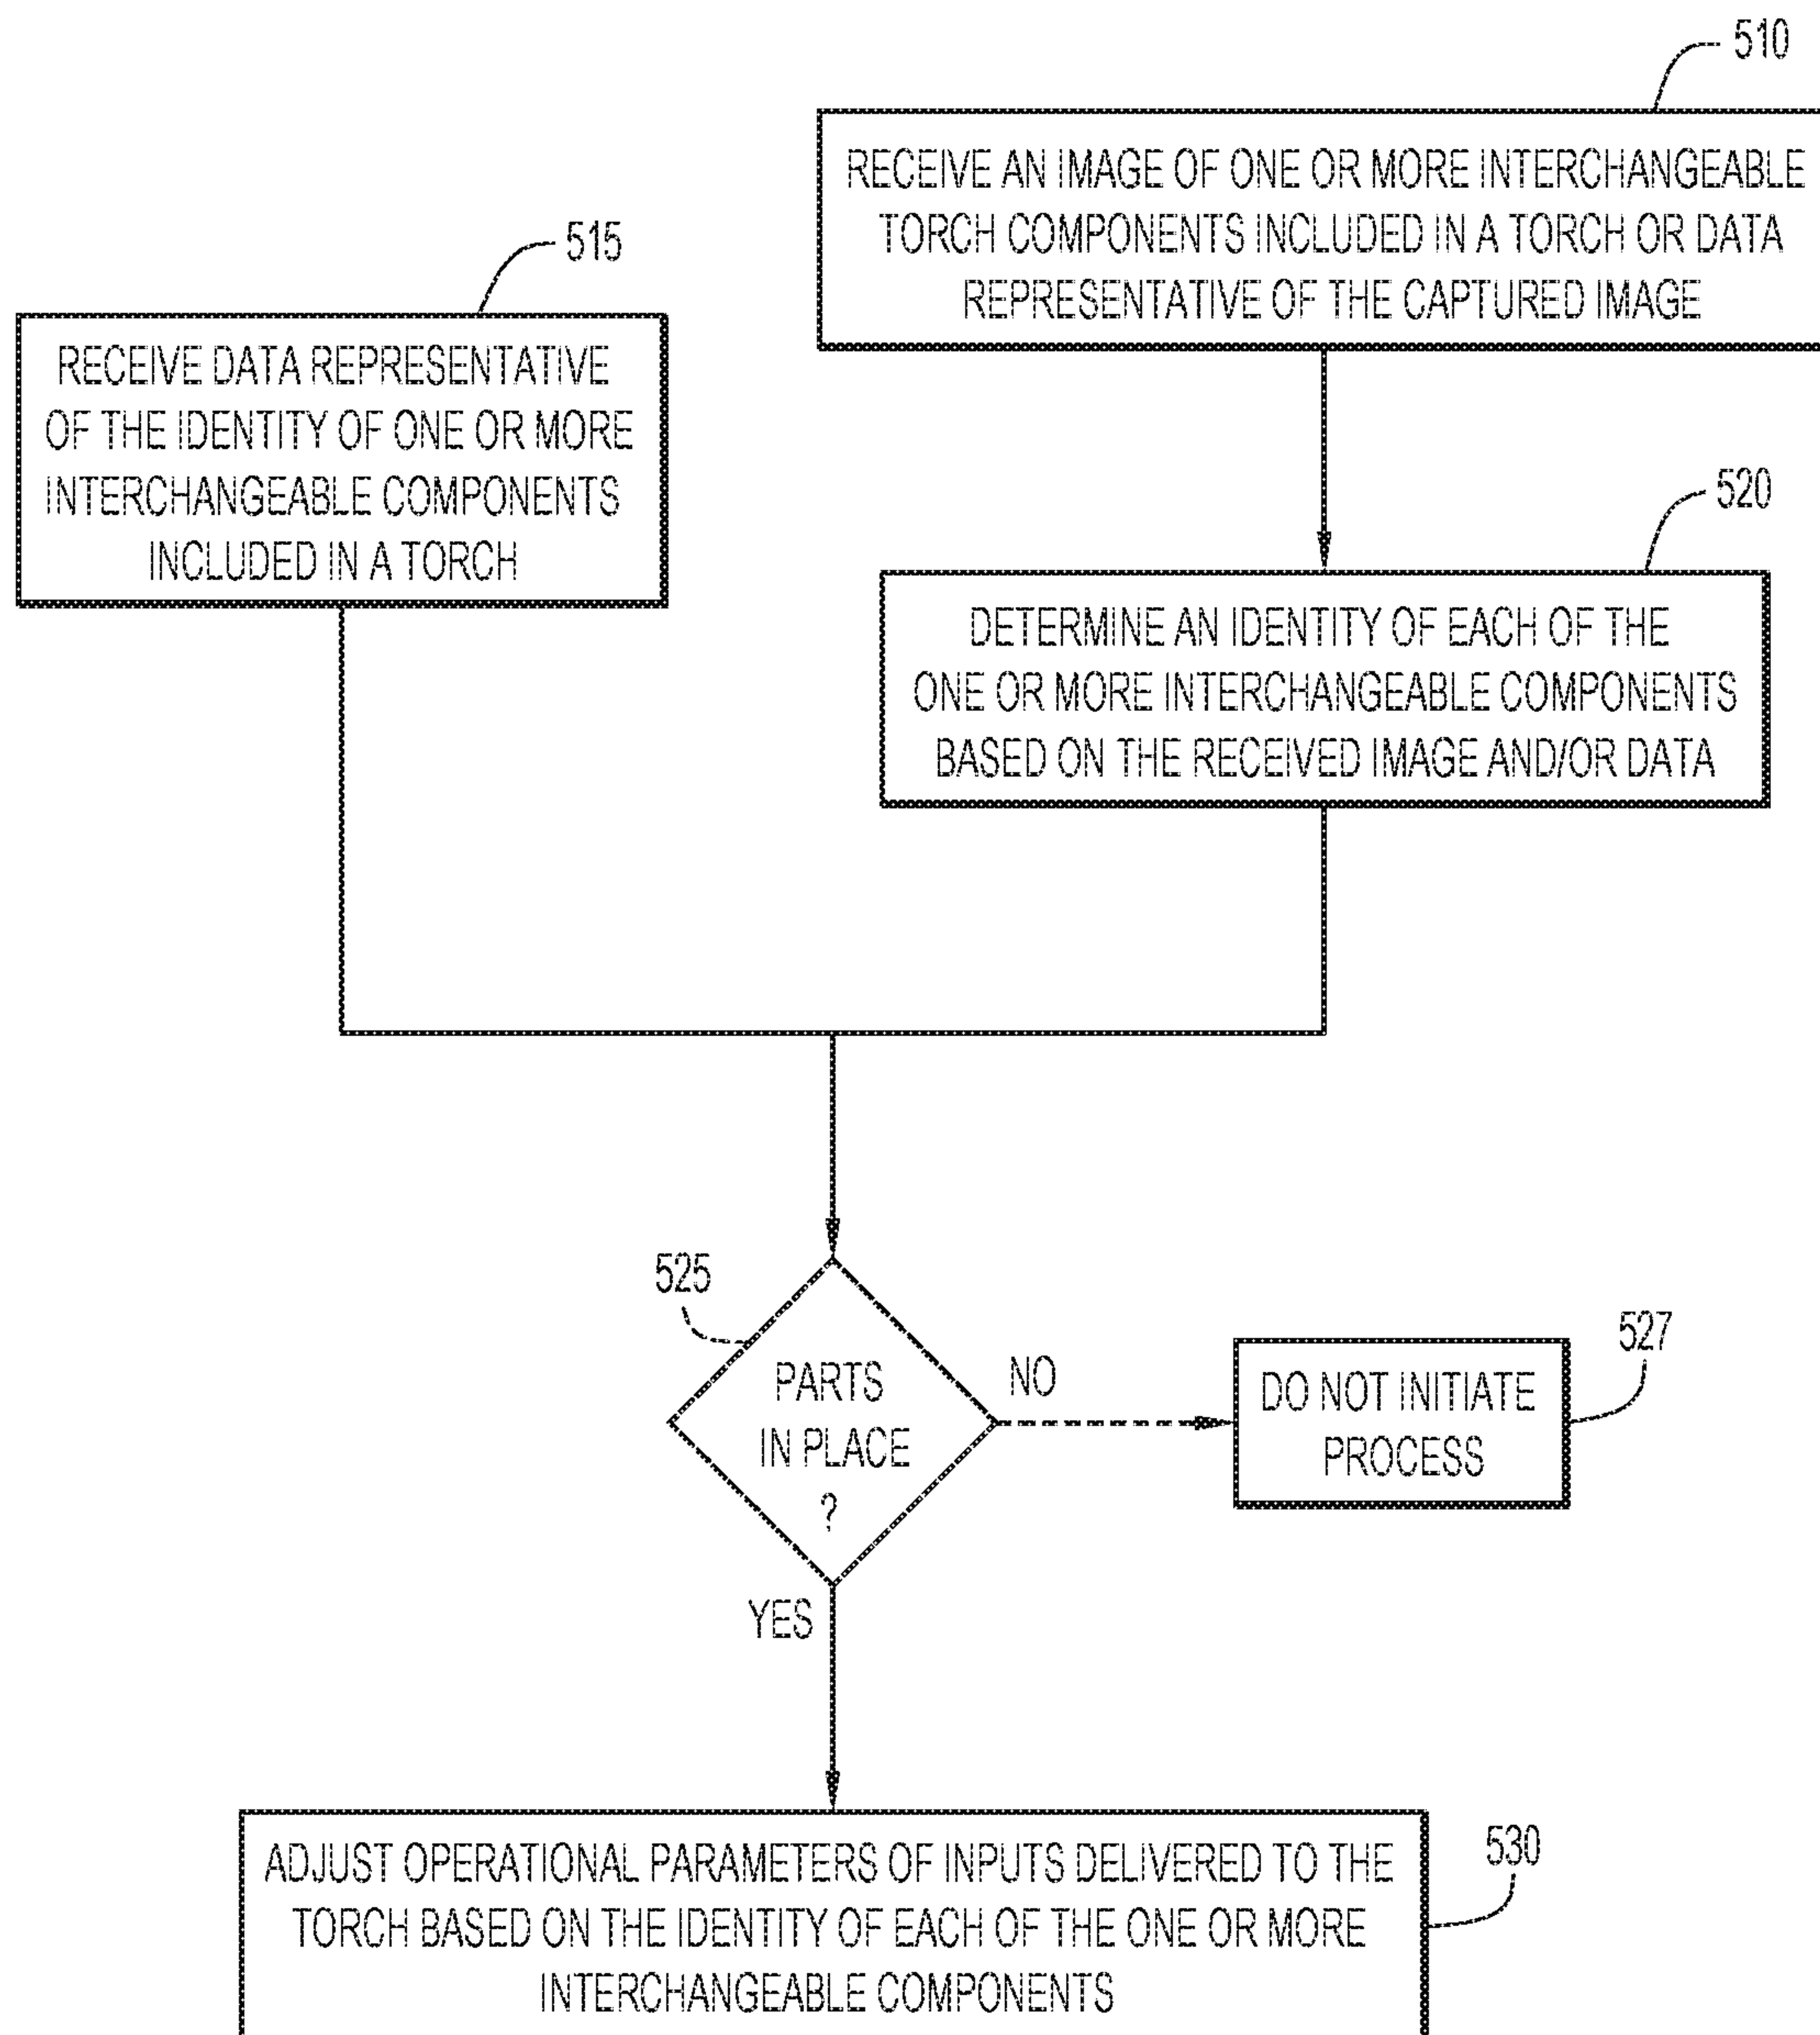 510
RECEIVE AN IMAGE OF ONE OR MORE INTERCHANGEABLE
TORCH COMPONENTS INCLUDED IN A TORCH OR DATA
REPRESENTATIVE OF THE CAPTURED IMAGE
515
RECEIVE DATA REPRESENTATIVE
OF THE IDENTITY OF ONE OR MORE
INTERCHANGEABLE COMPONENTS
INCLUDED IN A TORCH
520
DETERMINE AN IDENTITY OF EACH OF THE
ONE OR MORE INTERCHANGEABLE COMPONENTS
BASED ON THE RECEIVED IMAGE AND/OR DATA
525
PARTS
IN PLACE
?
NO
527
DO NOT INITIATE
PROCESS
YES
530
ADJUST OPERATIONAL PARAMETERS OF INPUTS DELIVERED TO THE
TORCH BASED ON THE IDENTITY OF EACH OF THE ONE OR MORE
INTERCHANGEABLE COMPONENTS